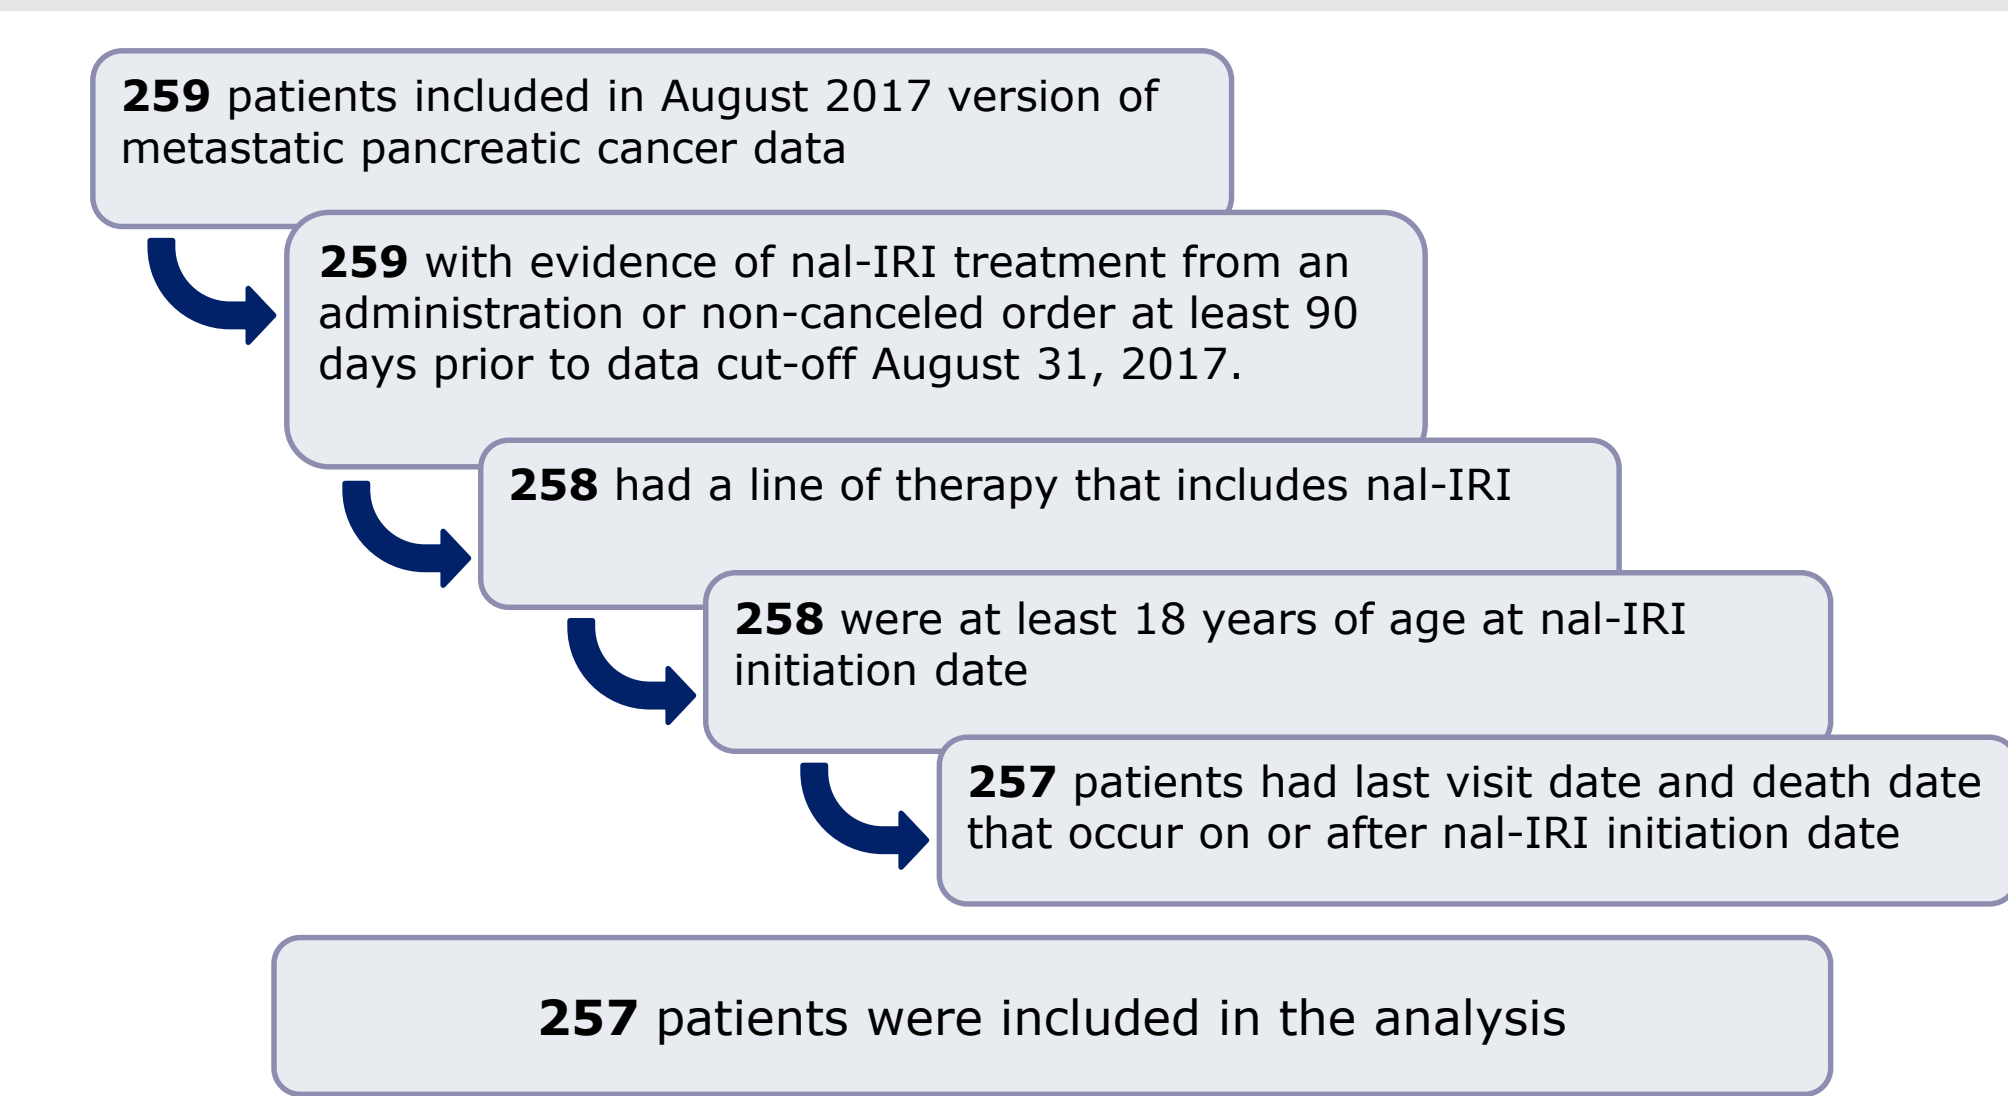 259 patients included in August 2017 version of
metastatic pancreatic cancer data
259 with evidence of nal-IRI treatment from an
administration or non-canceled order at least 90
days prior to data cut-off August 31, 2017.
258 had a line of therapy that includes nal-IRI
258 were at least 18 years of age at nal-IRI
initiation date
257 patients had last visit date and death date
that occur on or after nal-IRI initiation date
257 patients were included in the analysis